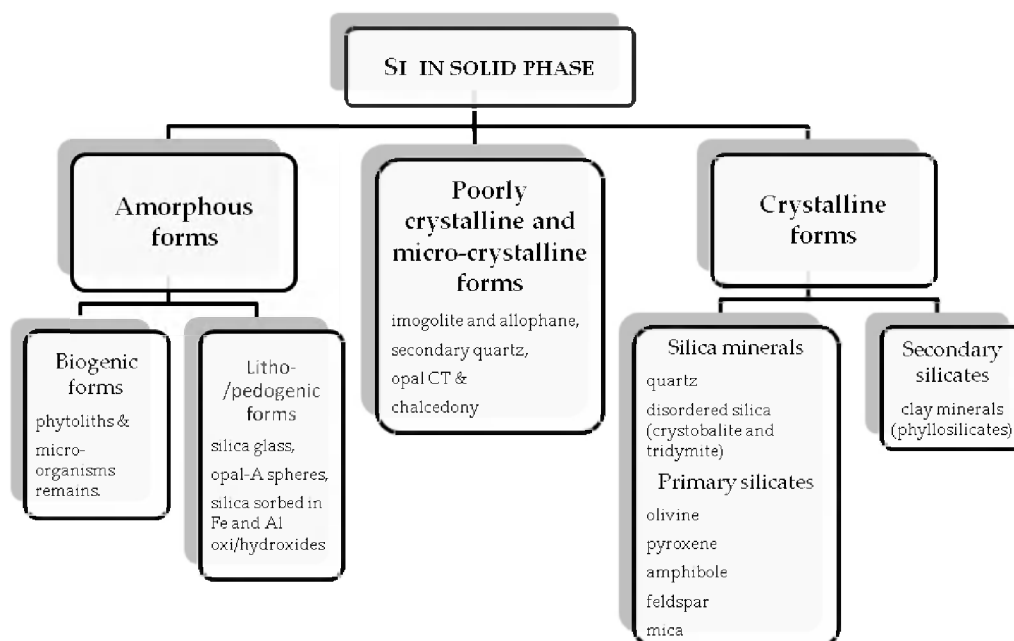 SI IN SOLID PHASE
Amorphous
forms
Biogenic
forms
phytoliths &
micro-
organisms
remains.
Litho-
/pedogenic
forms
silica glass,
opal-A spheres,
silica sorbed in
Fe and Al
oxi/hydroxides
Poorly
crystalline and
micro-crystalline
forms
imogolite and allophane,
secondary quartz,
opal CT &
chalcedony
Crystalline
forms
Silica minerals
quartz
disordered silica
(crystobalite and
tridymite)
Primary silicates
olivine
pyroxene
amphibole
feldspar
mica
Secondary
silicates
clay minerals
(phyllosilicates)